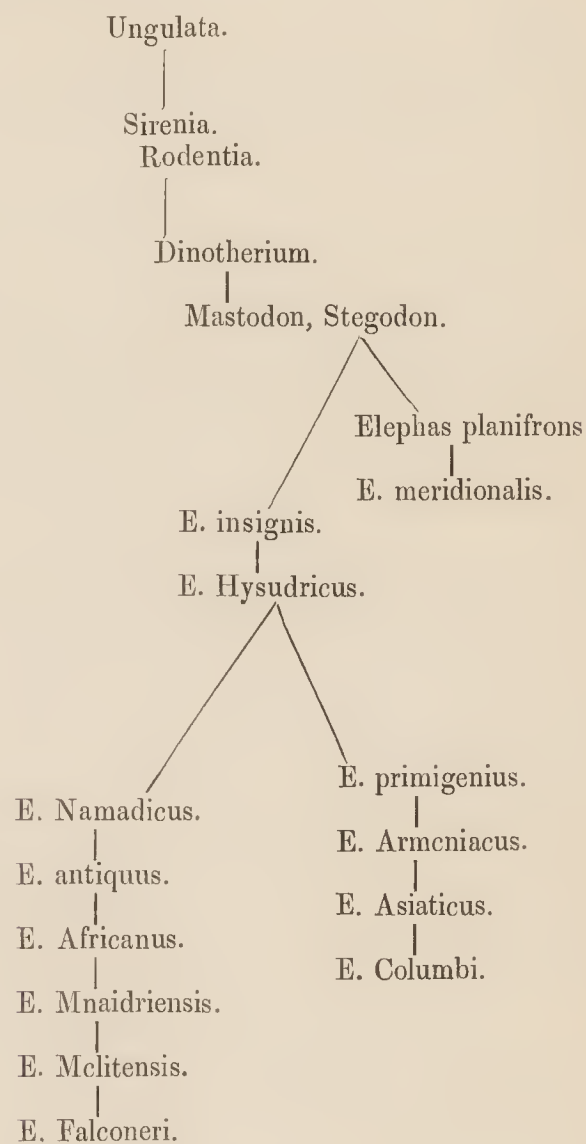 Ungulata.
Sirenia.
Rodentia.
Dinotherium.
Mastodon, Stegodon.
Elephas planifrons
E. meridionalis.
E. insignis.
E. Hysudricus.
E. Namadicus.
E. antiquus.
E. Africanus.
E. Mnaidriensis.
E. Melitensis.
E. Falconeri.
E. primigenius.
E. Armeniacus.
E. Asiaticus.
E. Columbi.